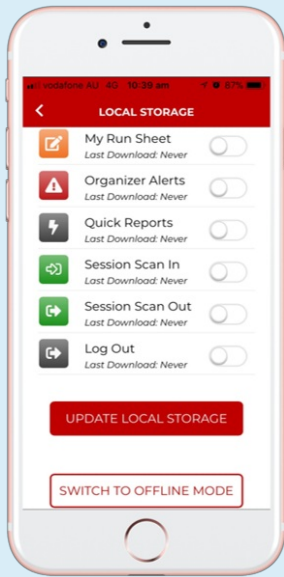 vodafone AU 4G 10:39 am 87%
LOCAL STORAGE
My Run Sheet
Last Download: Never
Organizer Alerts
Last Download: Never
Quick Reports
Last Download: Never
Session Scan In
Last Download: Never
Session Scan Out
Last Download: Never
Log Out
Last Download: Never
UPDATE LOCAL STORAGE
SWITCH TO OFFLINE MODE